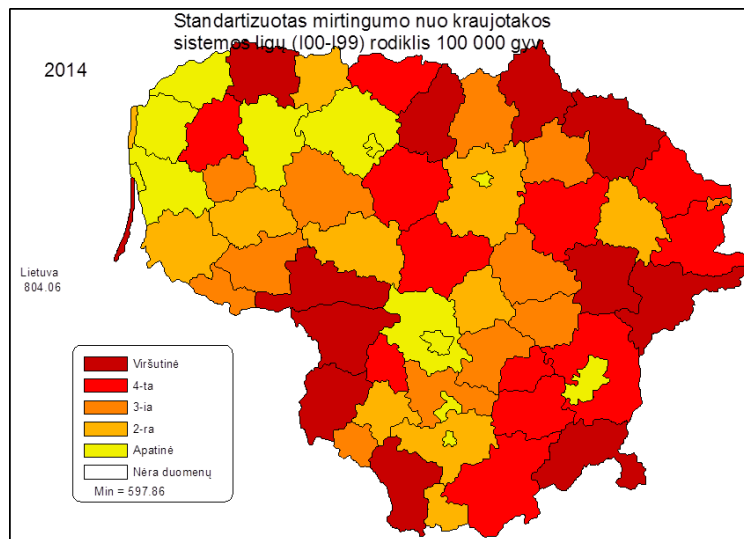 Standartizuotas mirtingumo nuo kraujotakos
sistemos ligų (I00-I99) rodiklis 100 000 gyv.
2014
Lietuva
804.06
Viršutinė
4-ta
3-ia
2-ra
Apatinė
Nėra duomenų
Min = 597.86